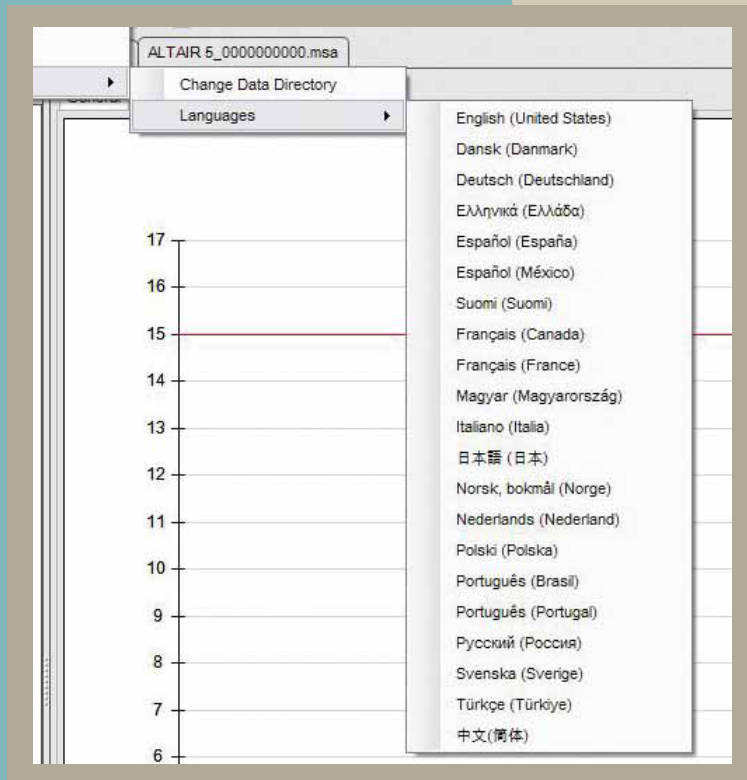 ALTAIR 5_0000000000.msa
Change Data Directory
General
Languages
English (United States)
Dansk (Danmark)
Deutsch (Deutschland)
Ελληνικά (Ελλάδα)
Español (España)
Español (México)
Suomi (Suomi)
Français (Canada)
Français (France)
Magyar (Magyarország)
Italiano (Italia)
日本語 (日本)
Norsk, bokmål (Norge)
Nederlands (Nederland)
Polski (Polska)
Português (Brasil)
Português (Portugal)
Русский (Россия)
Svenska (Sverige)
Türkçe (Türkiye)
中文(简体)
17
16
15
14
13
12
11
10
9
8
7
6